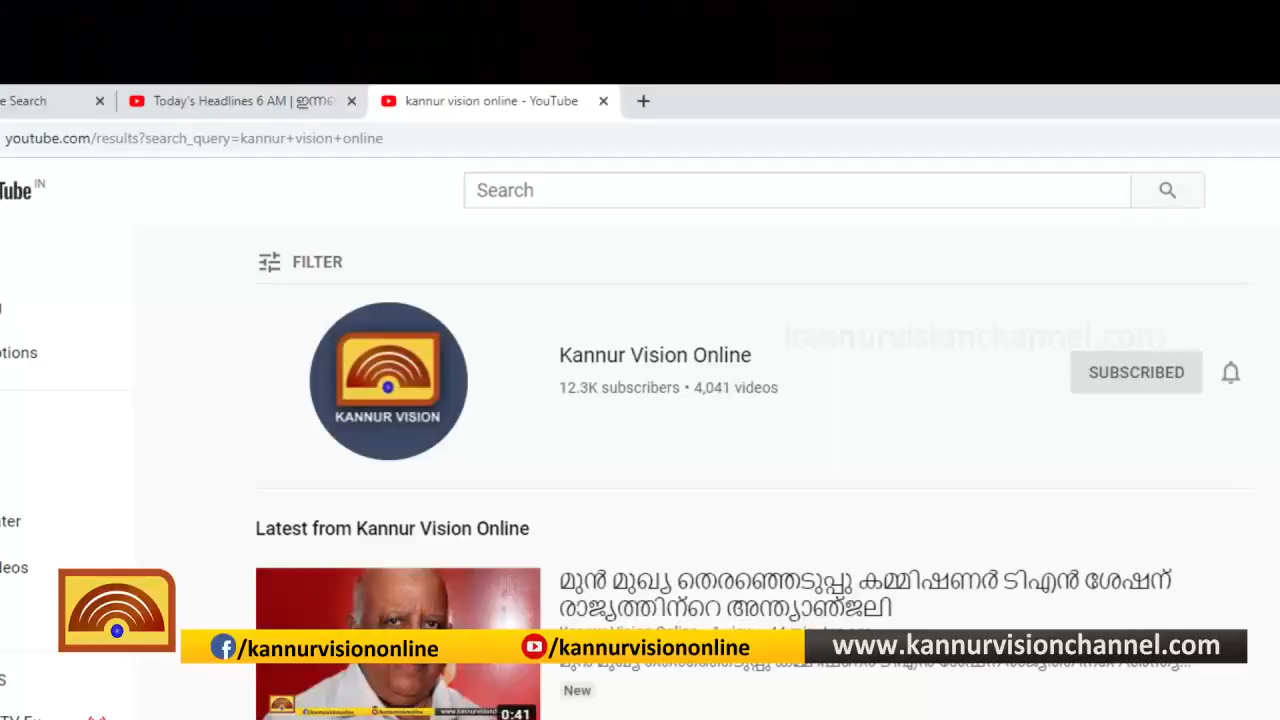 e Search
Today's Headlines 6 AM | ഇന്നത്
kannur vision online - YouTube
youtube.com/results?search_query=kannur+vision+online
Tube IN
Search
FILTER
kannurvisionchannel.com
KANNUR VISION
Kannur Vision Online
12.3K subscribers • 4,041 videos
SUBSCRIBED
ptions
Latest from Kannur Vision Online
മുൻ മുഖ്യ തെരഞ്ഞെടുപ്പു കമ്മിഷണർ ടിഎൻ ശേഷന്
രാജ്യത്തിന്റെ അന്ത്യാഞ്ജലി
/kannurvisiononline
/kannurvisiononline
www.kannurvisionchannel.com
New
0:41